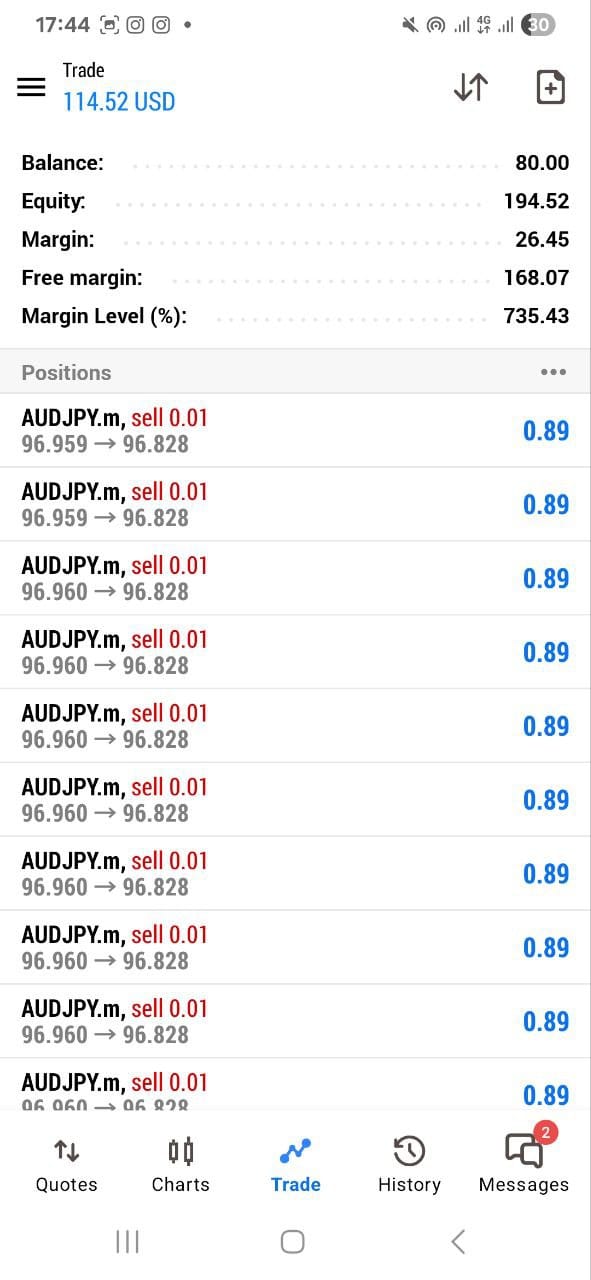 17:44
4G
30
Trade
114.52 USD
Balance: 80.00
Equity: 194.52
Margin: 26.45
Free margin: 168.07
Margin Level (%): 735.43
Positions
AUDJPY.m, sell 0.01
96.959 → 96.828 0.89
AUDJPY.m, sell 0.01
96.959 → 96.828 0.89
AUDJPY.m, sell 0.01
96.960 → 96.828 0.89
AUDJPY.m, sell 0.01
96.960 → 96.828 0.89
AUDJPY.m, sell 0.01
96.960 → 96.828 0.89
AUDJPY.m, sell 0.01
96.960 → 96.828 0.89
AUDJPY.m, sell 0.01
96.960 → 96.828 0.89
AUDJPY.m, sell 0.01
96.960 → 96.828 0.89
AUDJPY.m, sell 0.01
96.960 → 96.828 0.89
AUDJPY.m, sell 0.01
96.960 → 96.828 0.89
2
Quotes Charts Trade History Messages